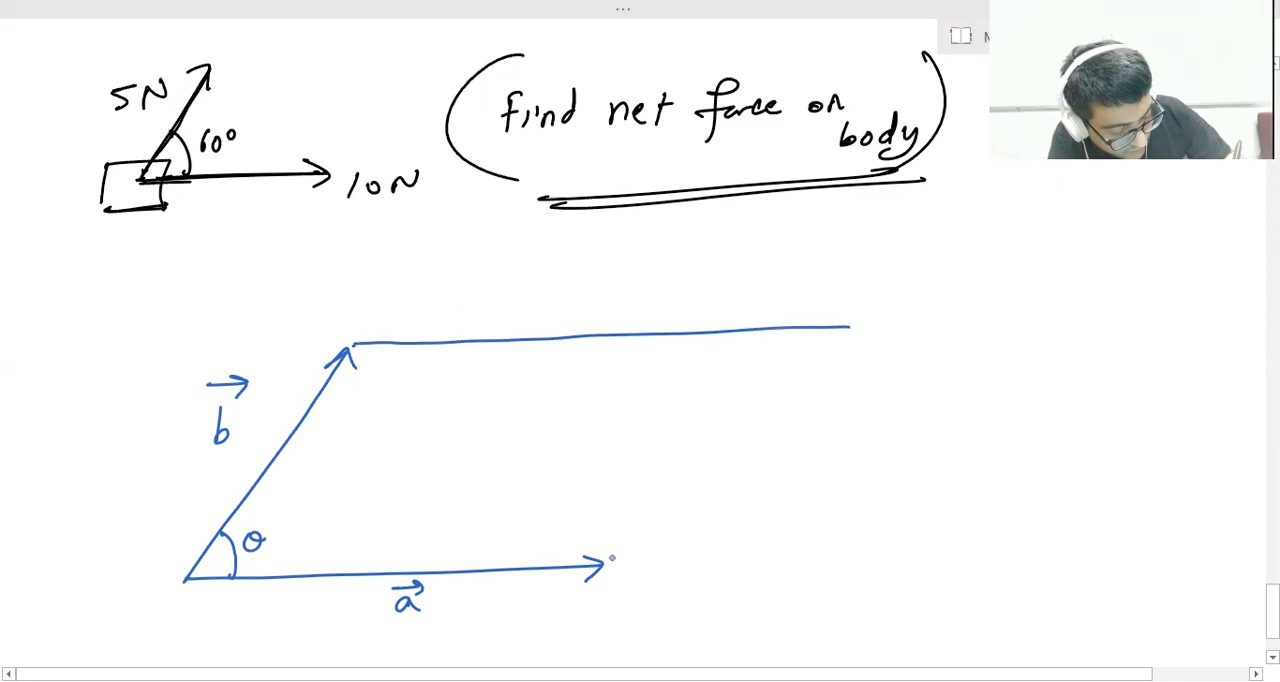 5N
60°
10N
(find net force on
body)
b
θ
a